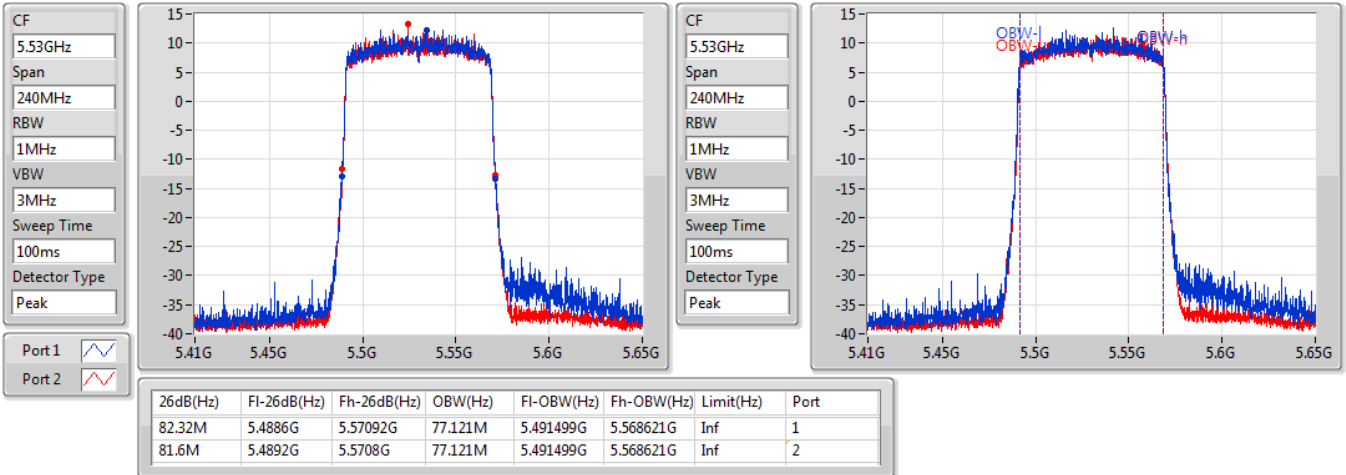 CF
5.53GHz
Span
240MHz
RBW
1MHz
VBW
3MHz
Sweep Time
100ms
Detector Type
Peak
15
10
5
0
-5
-10
-15
-20
-25
-30
-35
-40
5.41G 5.45G 5.5G 5.55G 5.6G 5.65G
CF
5.53GHz
Span
240MHz
RBW
1MHz
VBW
3MHz
Sweep Time
100ms
Detector Type
Peak
15
10
5
0
-5
-10
-15
-20
-25
-30
-35
-40
OBW-l
OBW-l
OBW-h
5.41G 5.45G 5.5G 5.55G 5.6G 5.65G
Port 1
Port 2
26dB(Hz) Fl-26dB(Hz) Fh-26dB(Hz) OBW(Hz) Fl-OBW(Hz) Fh-OBW(Hz) Limit(Hz) Port
82.32M 5.4886G 5.57092G 77.121M 5.491499G 5.568621G Inf 1
81.6M 5.4892G 5.5708G 77.121M 5.491499G 5.568621G Inf 2